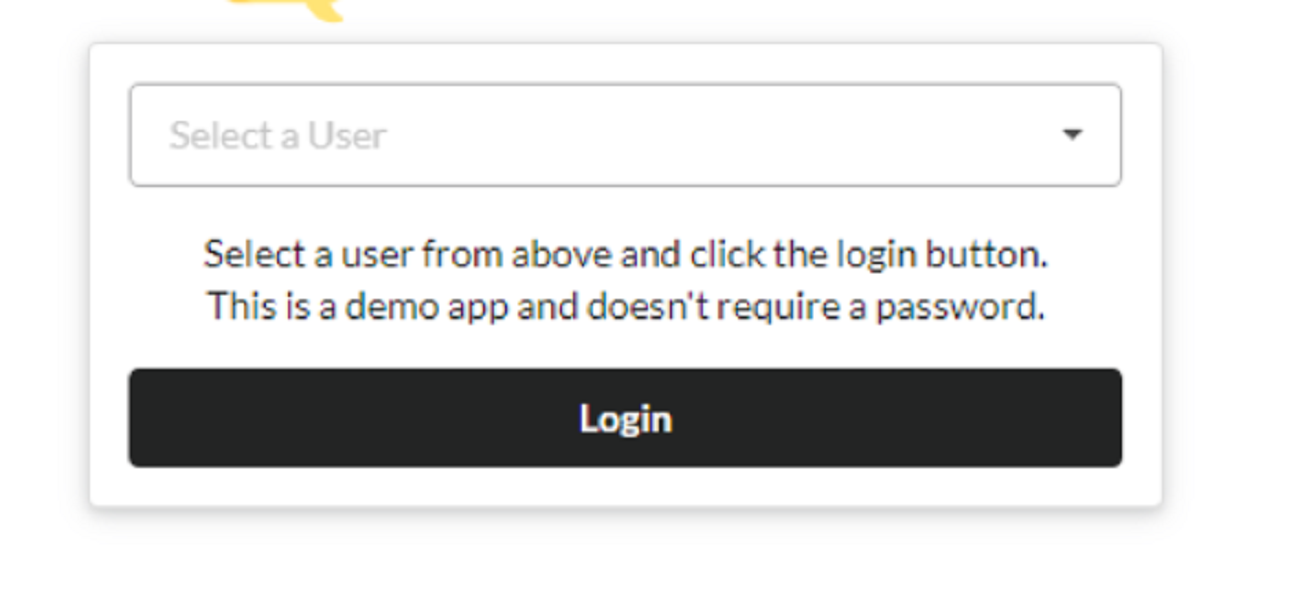 Select a User
Select a user from above and click the login button.
This is a demo app and doesn't require a password.
Login